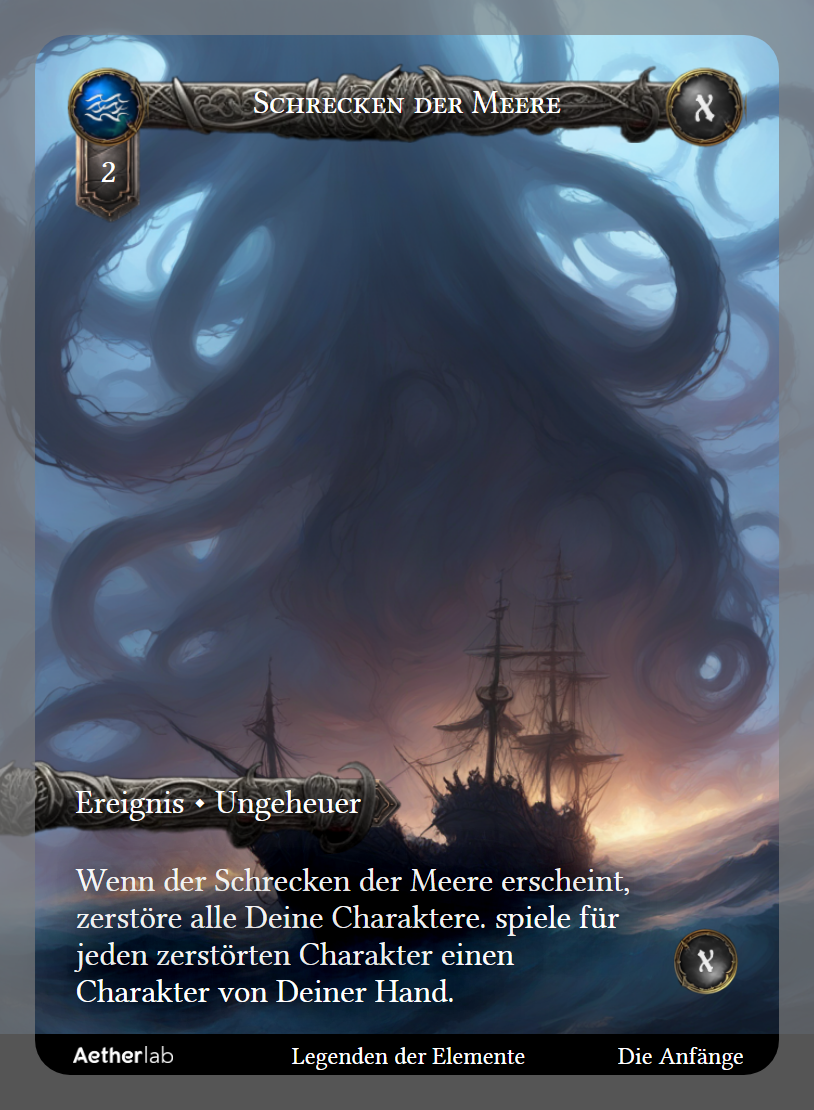 Schrecken der Meere
2
Ereignis • Ungeheuer
Wenn der Schrecken der Meere erscheint,
zerstöre alle Deine Charaktere. spiele für
jeden zerstörten Charakter einen
Charakter von Deiner Hand.
Aetherlab
Legenden der Elemente
Die Anfänge